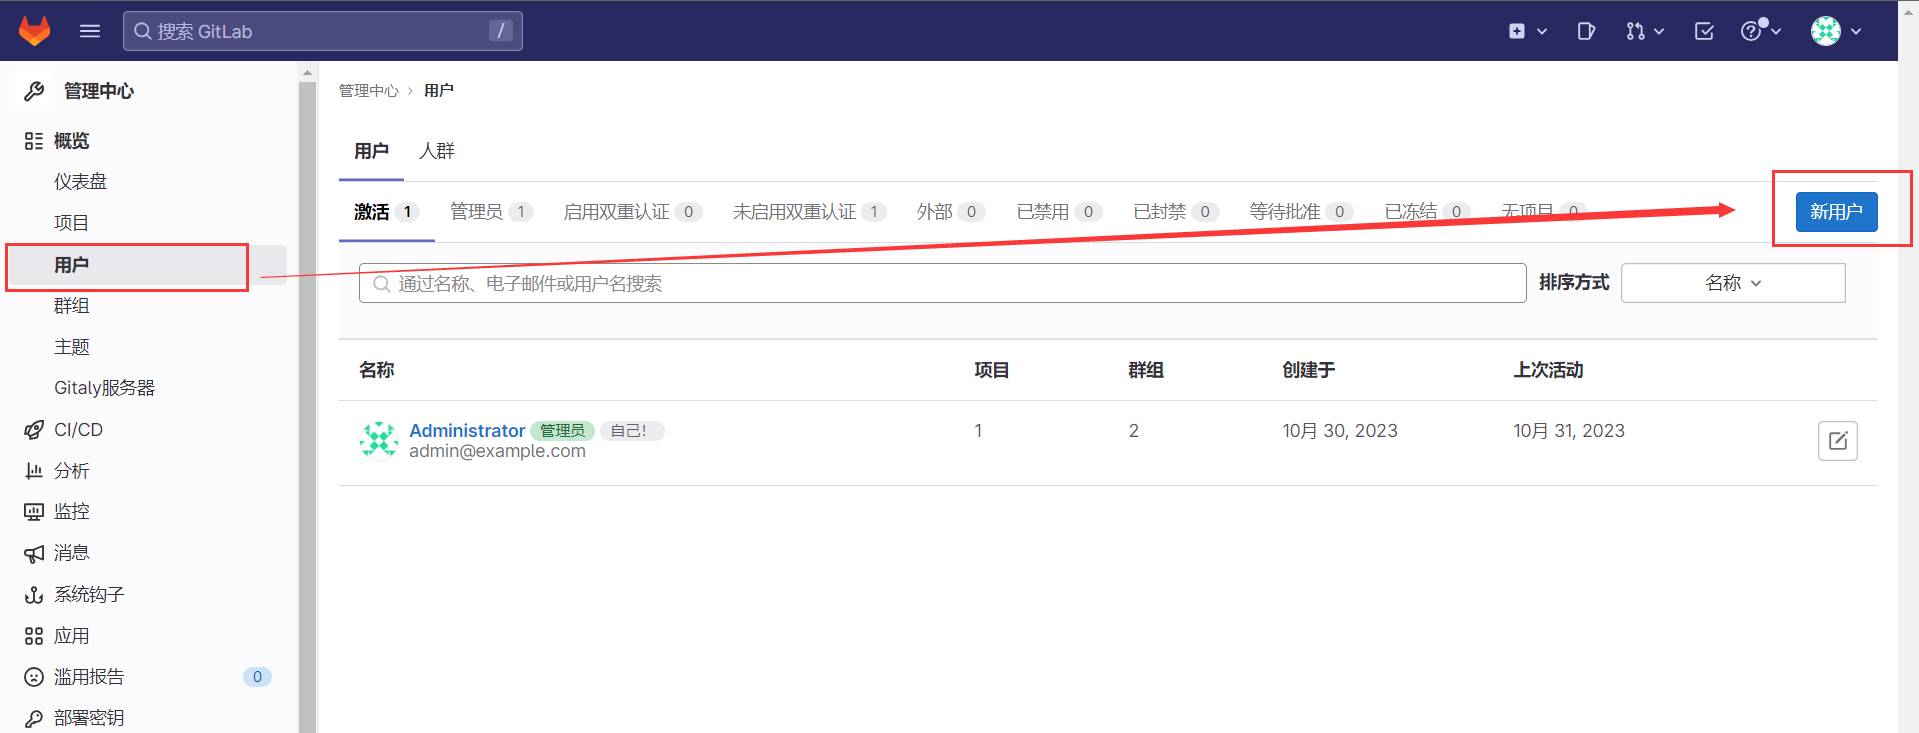 搜索 GitLab /
管理中心
概览
仪表盘
项目
用户
群组
主题
Gitaly服务器
CI/CD
分析
监控
消息
系统钩子
应用
滥用报告 0
部署密钥
管理中心 › 用户
用户 人群
激活 1 管理员 1 启用双重认证 0 未启用双重认证 1 外部 0 已禁用 0 已封禁 0 等待批准 0 已冻结 0 无项目 0 新用户
通过名称、电子邮件或用户名搜索 排序方式 名称
名称 项目 群组 创建于 上次活动
Administrator 管理员 自己! 1 2 10月 30, 2023 10月 31, 2023
admin@example.com